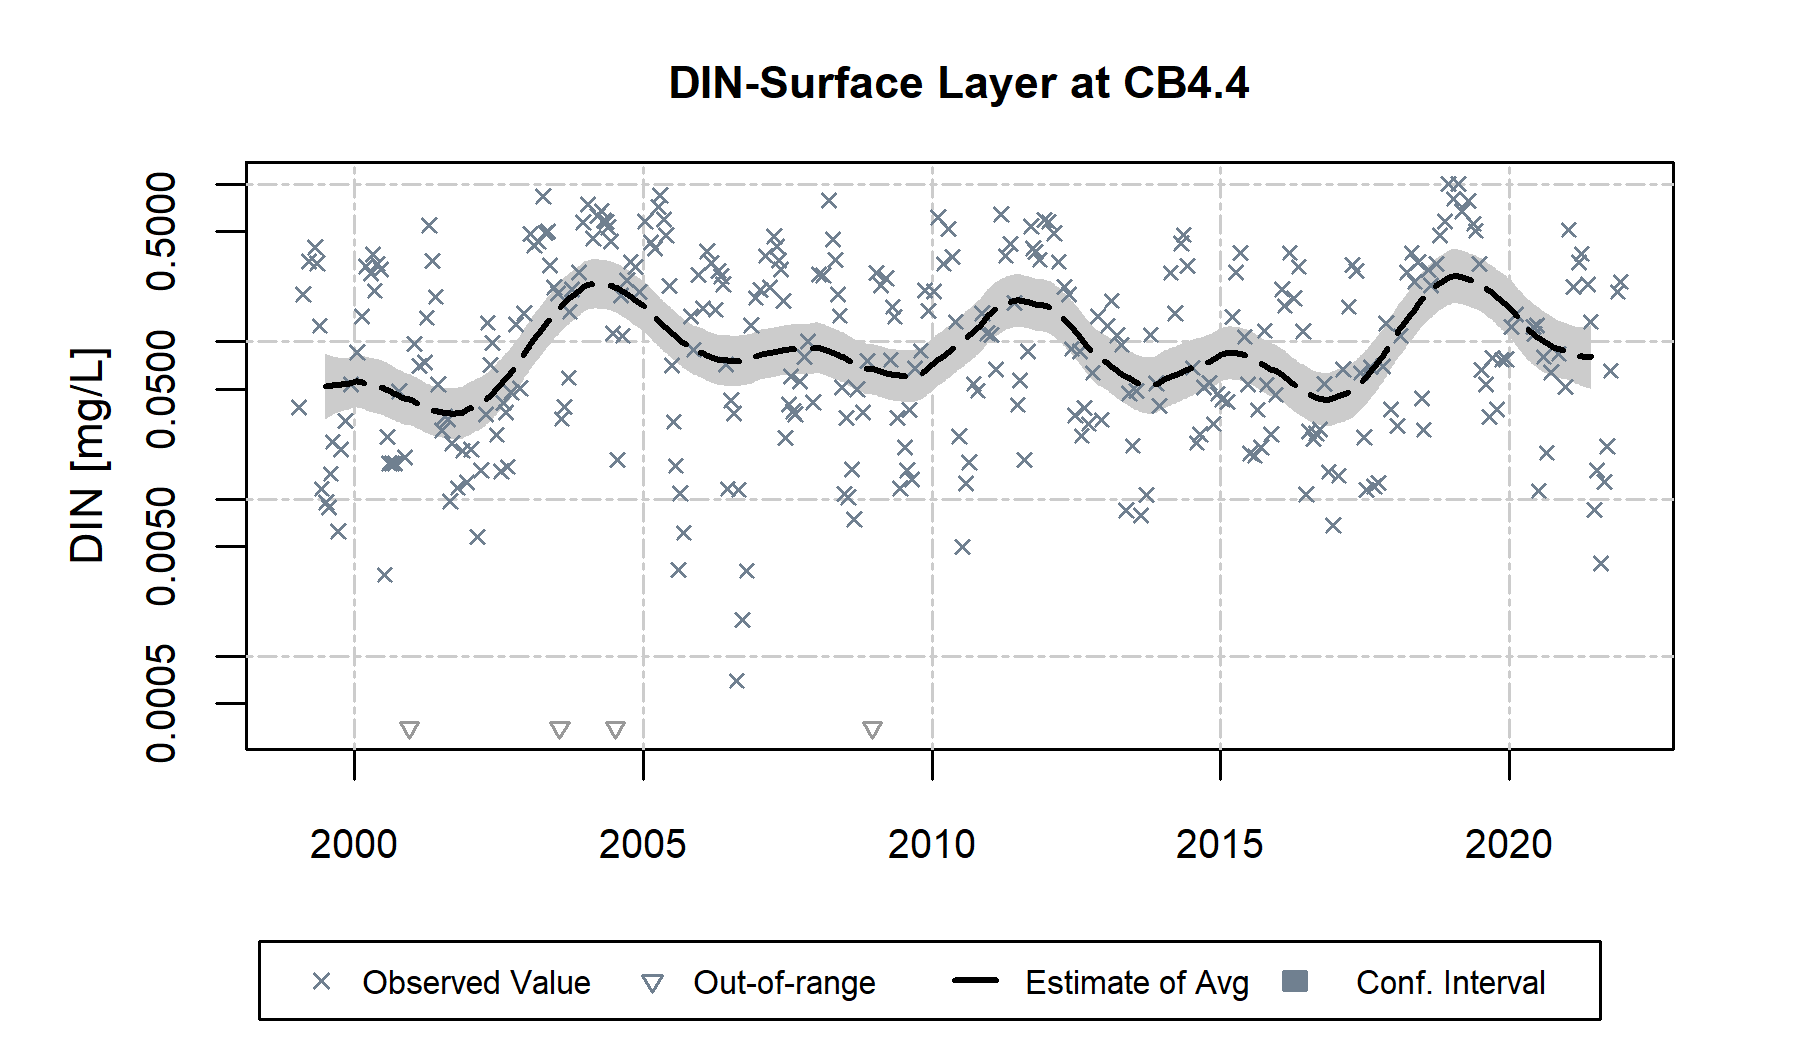 DIN-Surface Layer at CB4.4
DIN [mg/L]
0.5000
0.0500
0.0050
0.0005
2000 2005 2010 2015 2020
Observed Value Out-of-range Estimate of Avg Conf. Interval